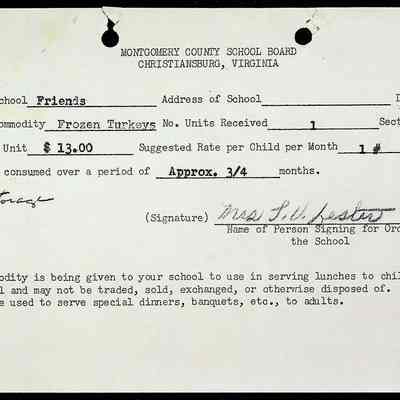 MONTGOMERY COUNTY SCHOOL BOARD
CHRISTIANSBURG, VIRGINIA
chool Friends Address of School D
ommodity Frozen Turkeys No. Units Received 1 Sect
Unit $ 13.00 Suggested Rate per Child per Month 1 #
consumed over a period of Approx. 3/4 months.
orage
(Signature) Mrs T.V. Lester
Name of Person Signing for Ord
the School
odity is being given to your school to use in serving lunches to chil
l and may not be traded, sold, exchanged, or otherwise disposed of.
e used to serve special dinners, banquets, etc., to adults.